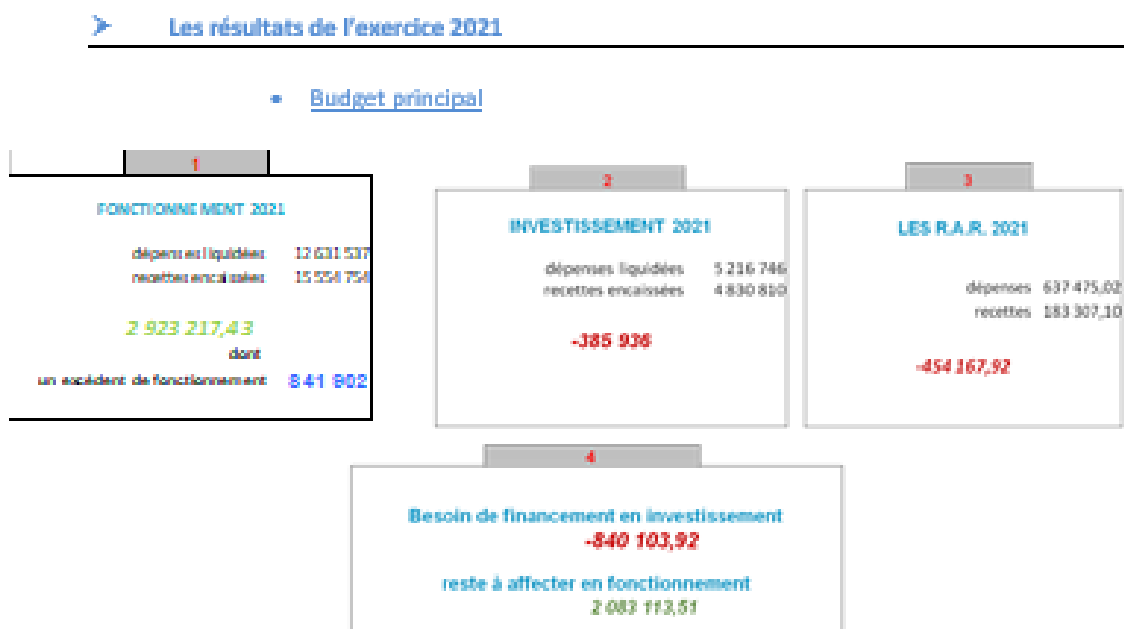 ➤ Les résultats de l'exercice 2021
• Budget principal
1
FONCTIONNEMENT 2021
dépenses liquidées 12 631 537
recettes encaissées 15 554 754
2 923 217,43
dont
un excédent de fonctionnement 841 902
2
INVESTISSEMENT 2021
dépenses liquidées 5 216 746
recettes encaissées 4 830 810
-385 936
3
LES R.A.R. 2021
dépenses 637 475,02
recettes 183 307,10
-454 167,92
4
Besoin de financement en investissement
-840 103,92
reste à affecter en fonctionnement
2 083 113,51